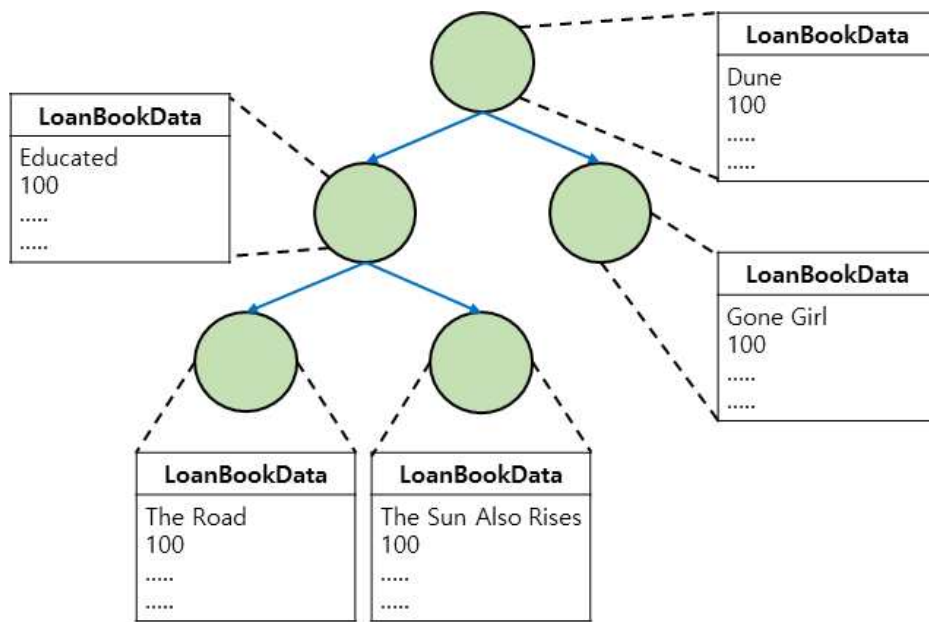 LoanBookData
Dune
100
.....
.....
LoanBookData
Educated
100
.....
.....
LoanBookData
Gone Girl
100
.....
.....
LoanBookData
The Road
100
.....
.....
LoanBookData
The Sun Also Rises
100
.....
.....